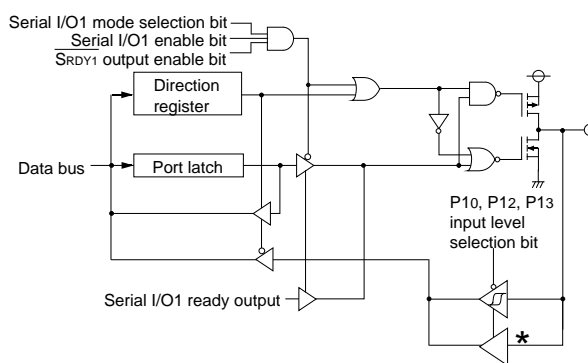 Serial I/O1 mode selection bit
Serial I/O1 enable bit
SRDY1 output enable bit
Direction
register
Data bus
Port latch
P10, P12, P13
input level
selection bit
Serial I/O1 ready output
*